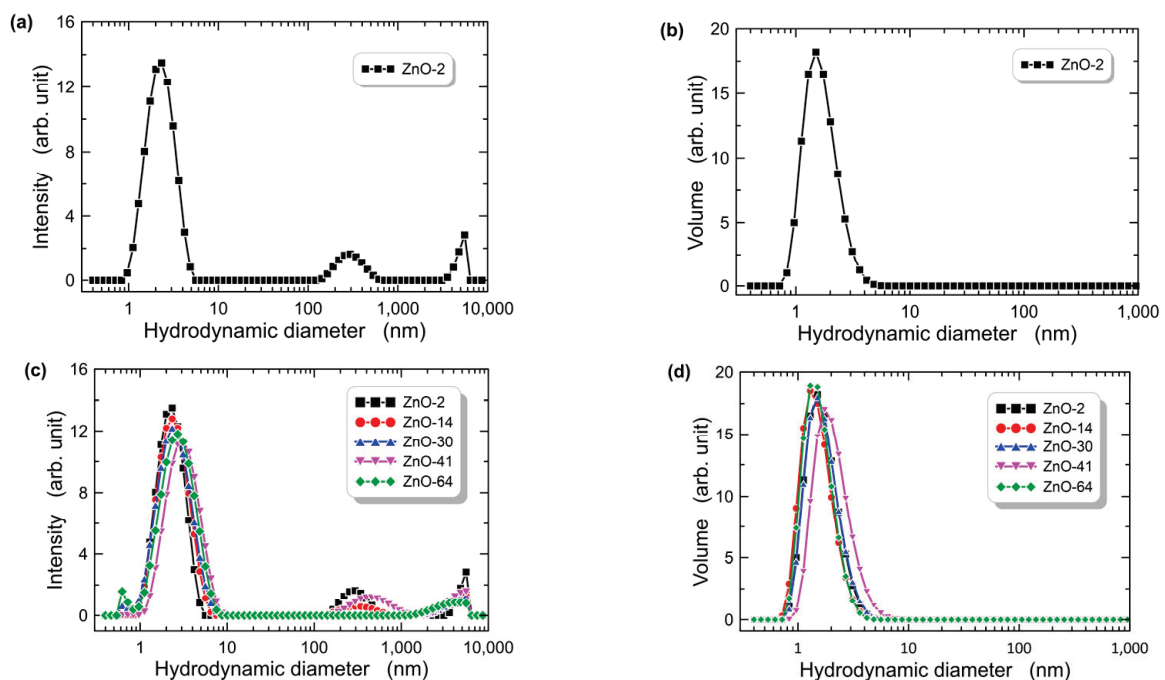 (a)
16
12
8
4
0
Intensity (arb. unit)
ZnO-2
1
10
100
1,000
10,000
Hydrodynamic diameter (nm)
(b)
20
15
10
5
0
Volume (arb. unit)
ZnO-2
1
10
100
1,000
Hydrodynamic diameter (nm)
(c)
16
12
8
4
0
Intensity (arb. unit)
ZnO-2
ZnO-14
ZnO-30
ZnO-41
ZnO-64
1
10
100
1,000
10,000
Hydrodynamic diameter (nm)
(d)
20
15
10
5
0
Volume (arb. unit)
ZnO-2
ZnO-14
ZnO-30
ZnO-41
ZnO-64
1
10
100
1,000
Hydrodynamic diameter (nm)